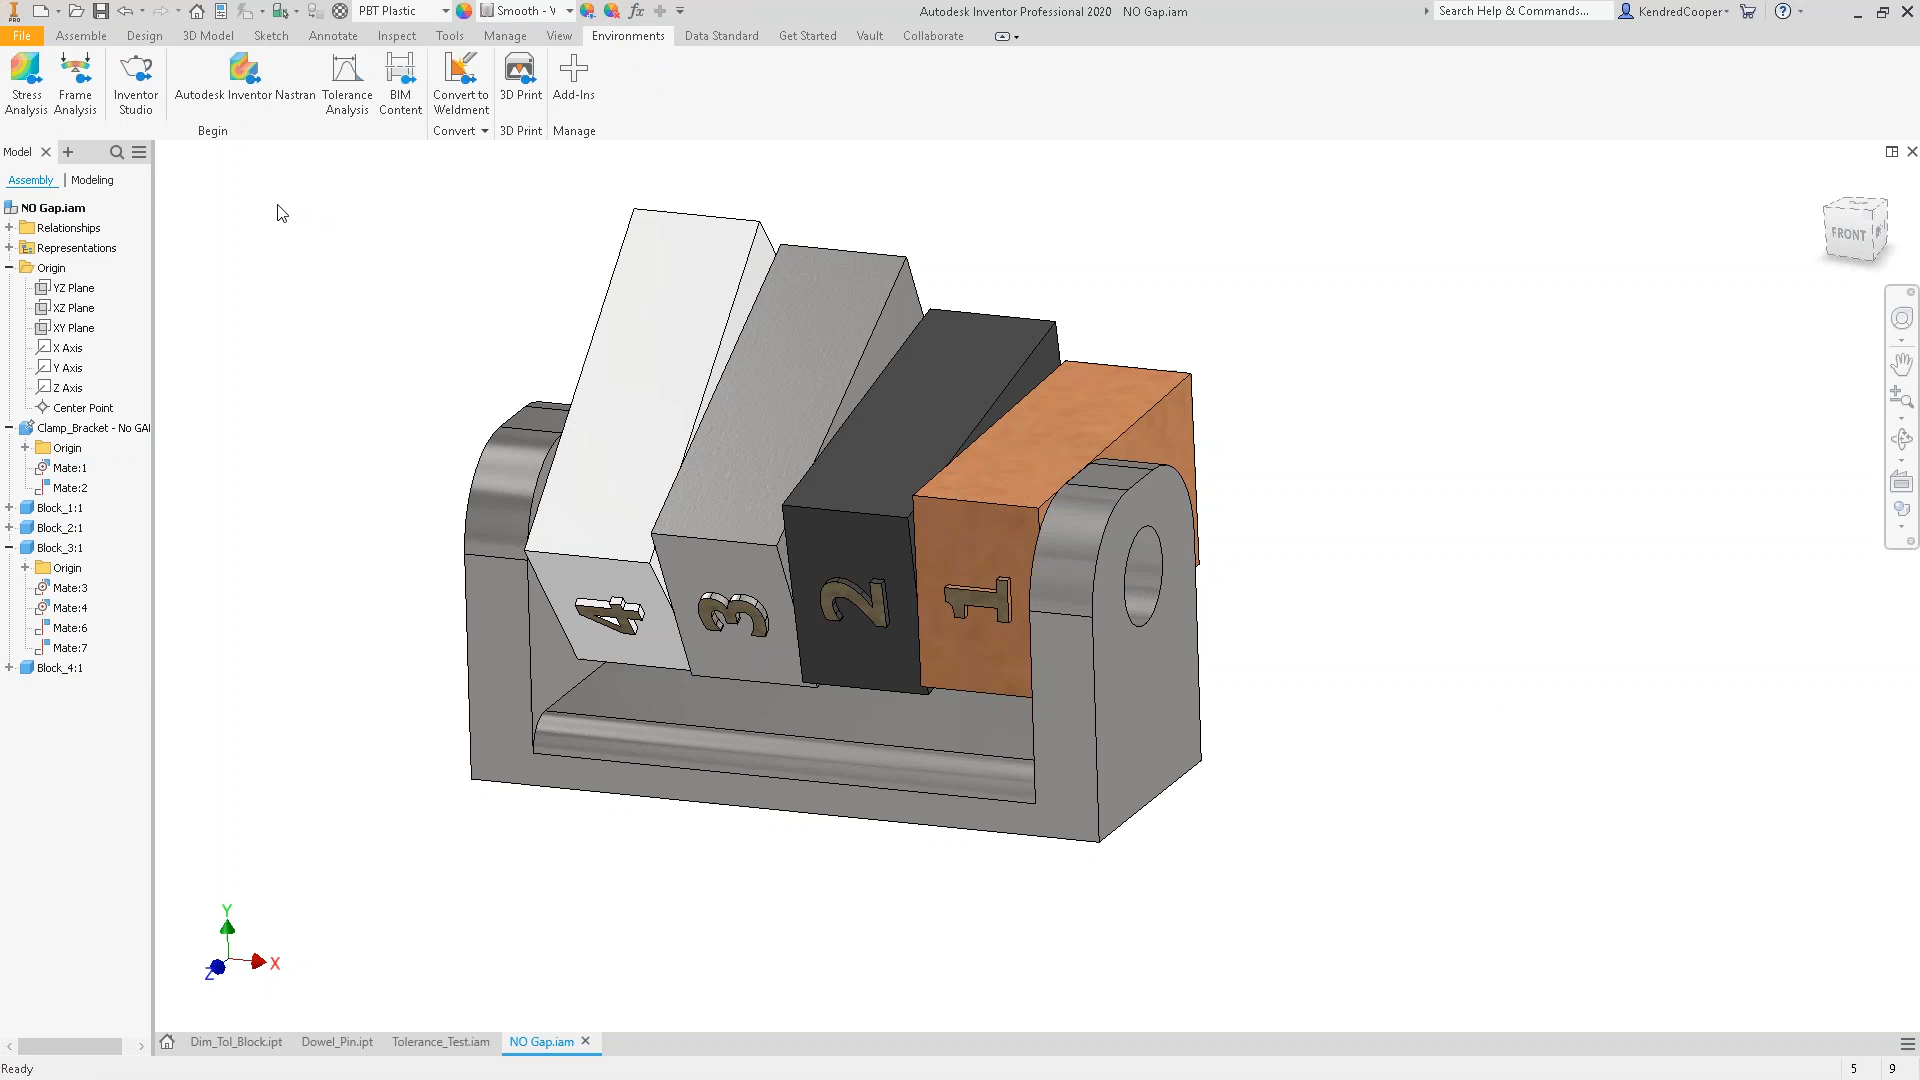 PRO
PBT Plastic
Smooth - V
fx
Autodesk Inventor Professional 2020 NO Gap.iam
Search Help & Commands...
KendredCooper
File
Assemble
Design
3D Model
Sketch
Annotate
Inspect
Tools
Manage
View
Environments
Data Standard
Get Started
Vault
Collaborate
Stress Analysis
Frame Analysis
Inventor Studio
Autodesk Inventor Nastran
Tolerance Analysis
BIM Content
Convert to Weldment
3D Print
Add-Ins
Begin
Convert
3D Print
Manage
Model
Assembly | Modeling
NO Gap.iam
Relationships
Representations
Origin
YZ Plane
XZ Plane
XY Plane
X Axis
Y Axis
Z Axis
Center Point
Clamp_Bracket - No GA
Origin
Mate:1
Mate:2
Block_1:1
Block_2:1
Block_3:1
Origin
Mate:3
Mate:4
Mate:6
Mate:7
Block_4:1
FRONT
4 3 2 1
Y
X
Z
Dim_Tol_Block.ipt
Dowel_Pin.ipt
Tolerance_Test.iam
NO Gap.iam
Ready
5 9